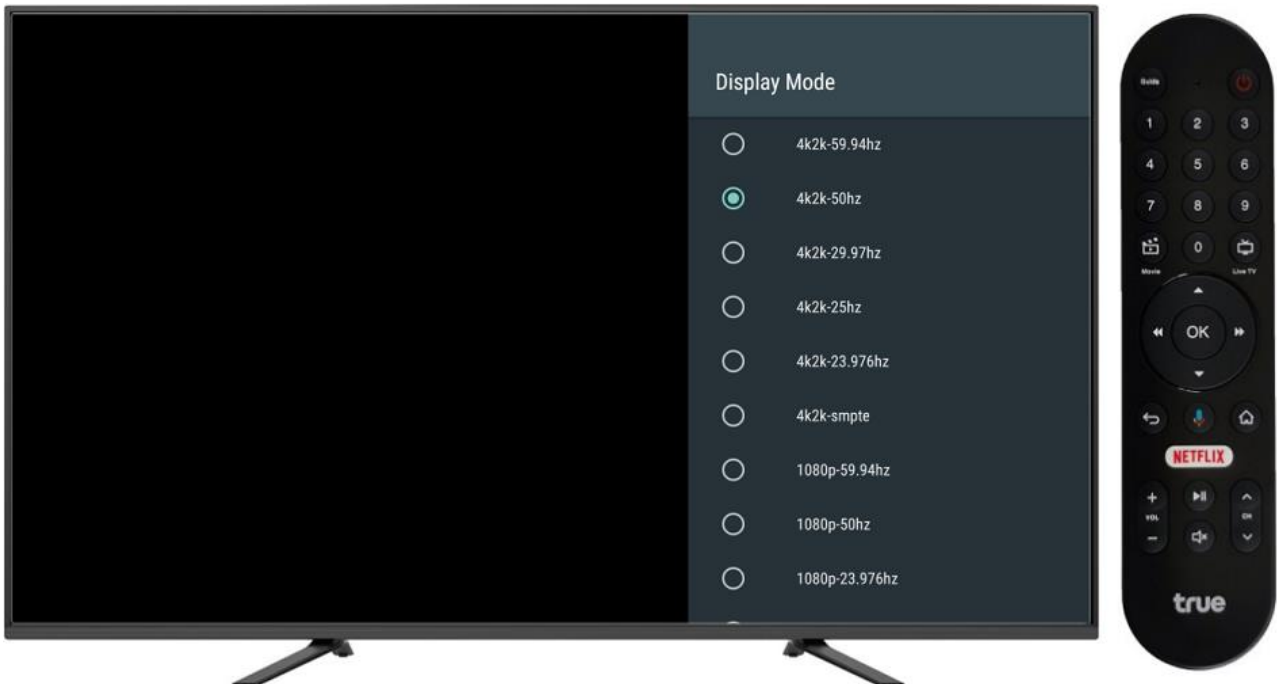 Display Mode
4k2k-59.94hz
4k2k-50hz
4k2k-29.97hz
4k2k-25hz
4k2k-23.976hz
4k2k-smpte
1080p-59.94hz
1080p-50hz
1080p-23.976hz
Guide
1 2 3
4 5 6
7 8 9
0
Movie Live TV
OK
NETFLIX
+
VOL CH
−
true